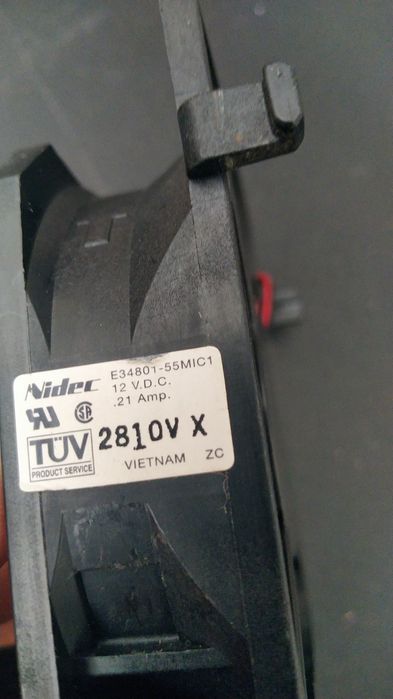 Nidec E34801-55MIC1
12 V.D.C.
.21 Amp.
TÜV
PRODUCT SERVICE
2810V X
VIETNAM ZC